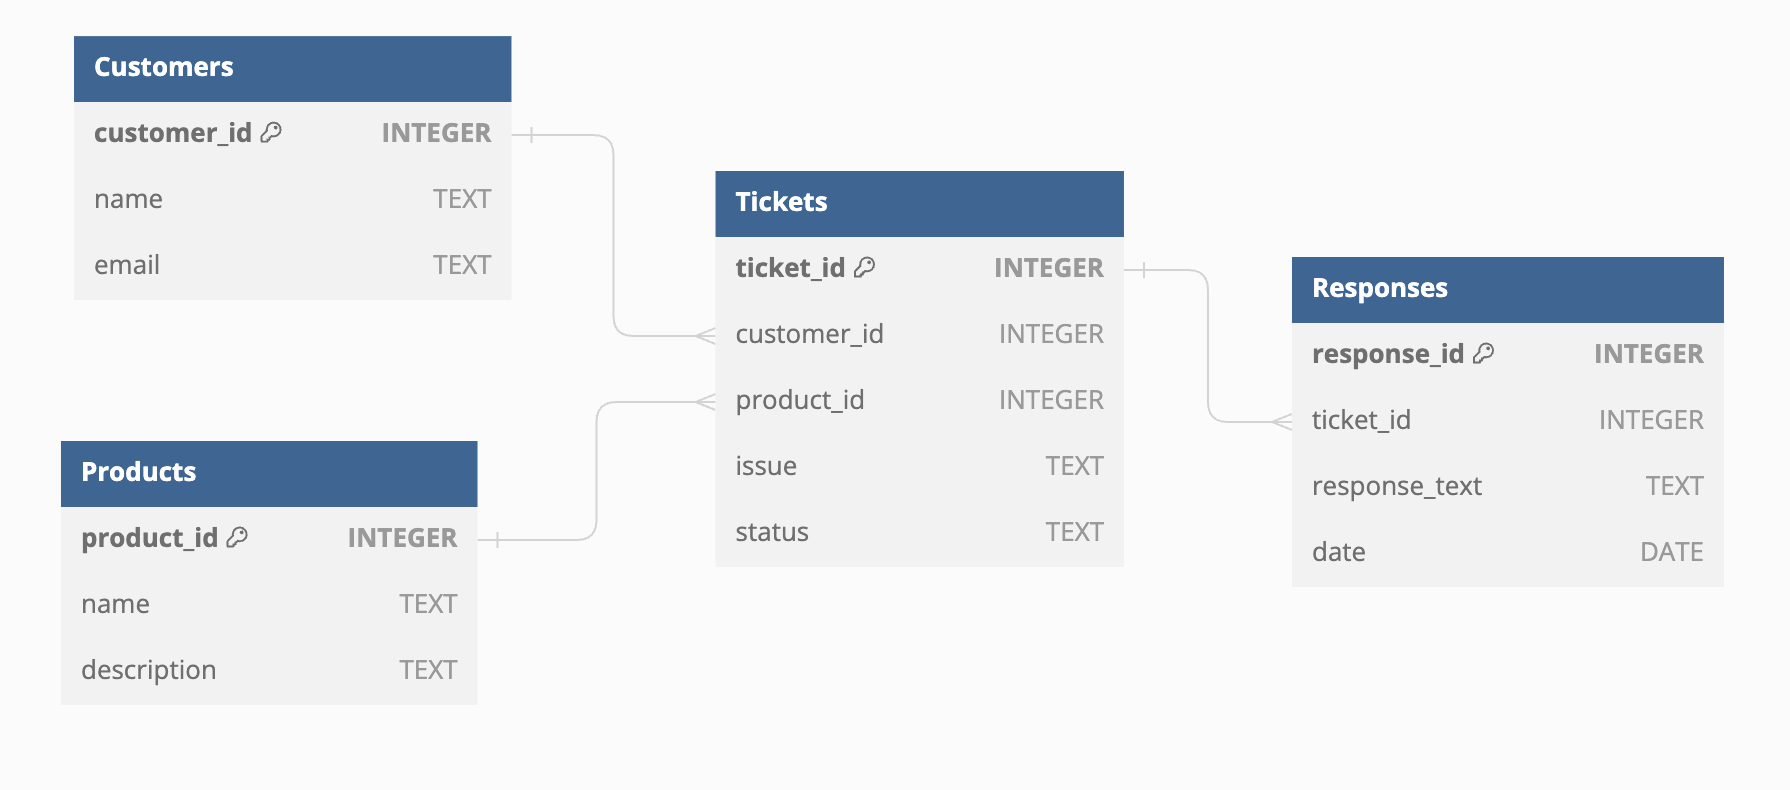 Customers
customer_id INTEGER
name TEXT
email TEXT
Products
product_id INTEGER
name TEXT
description TEXT
Tickets
ticket_id INTEGER
customer_id INTEGER
product_id INTEGER
issue TEXT
status TEXT
Responses
response_id INTEGER
ticket_id INTEGER
response_text TEXT
date DATE